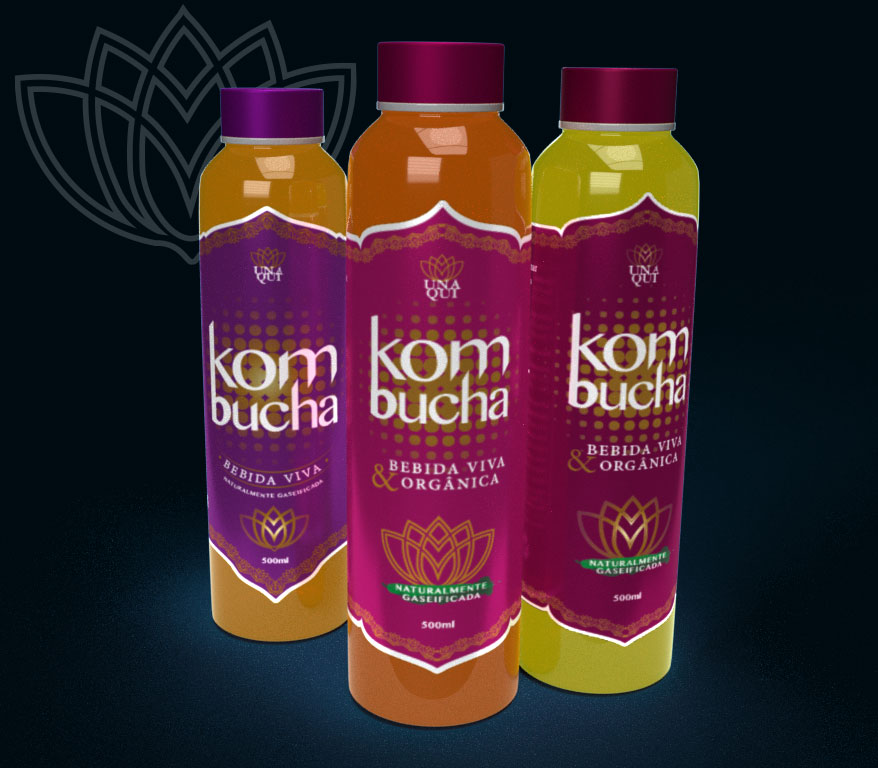 UNA
QUI
kom
bucha
BEBIDA VIVA
NATURALMENTE GASEIFICADA
500ml
UNA
QUI
kom
bucha
BEBIDA VIVA
& ORGÂNICA
NATURALMENTE
GASEIFICADA
500ml
UNA
QUI
kom
bucha
BEBIDA VIVA
& ORGÂNICA
NATURALMENTE
GASEIFICADA
500ml